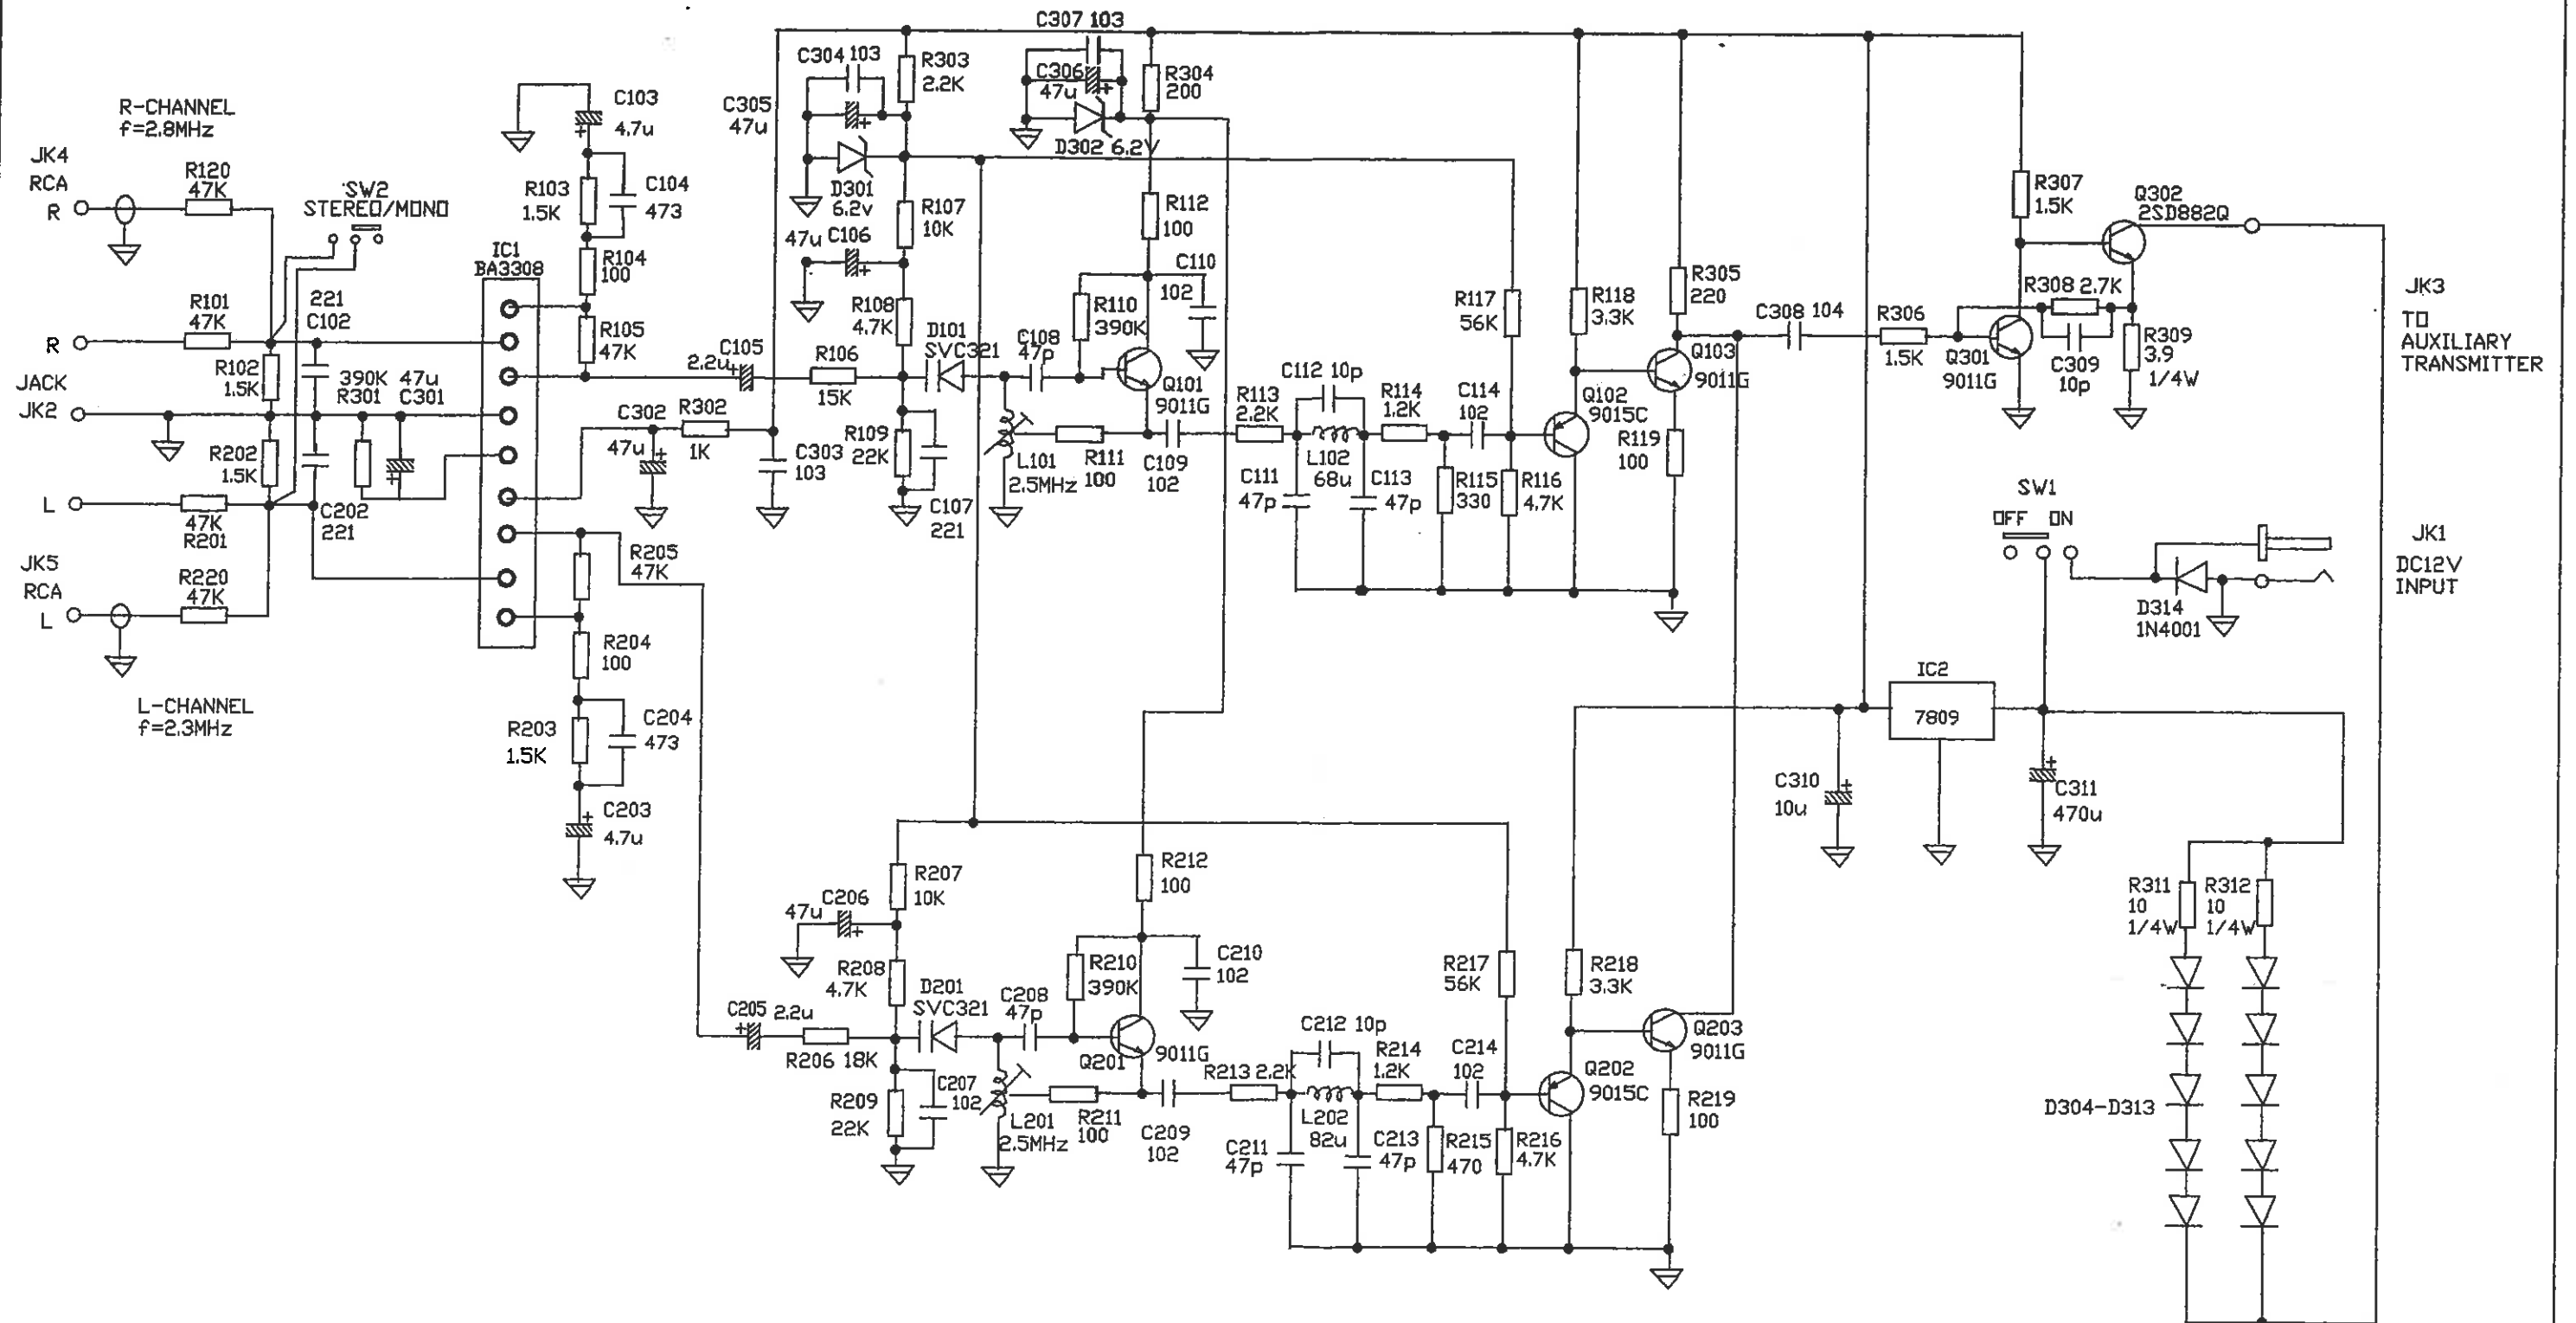 R-CHANNEL
f=2.8MHz
JK4
RCA
R
R120
47K
SW2
STEREO/MONO
IC1
BA3308
R101
47K
R
221
C102
R102
1.5K
390K
R301
47u
C301
JACK
JK2
R202
1.5K
L
47K
R201
C202
221
JK5
RCA
L
R220
47K
L-CHANNEL
f=2.3MHz
C103
4.7u
R103
1.5K
C104
473
R104
100
R105
47K
C302
47u
R302
1K
C303
103
R205
47K
R204
100
R203
1.5K
C204
473
C203
4.7u
C304 103
C305
47u
R303
2.2K
D301
6.2v
R107
10K
47u C106
R108
4.7K
2.2u
C105
R106
15K
D101
SVC321
R109
22K
C107
221
C307 103
C306
47u
R304
200
D302 6.2V
R112
100
C110
102
R110
390K
C108
47p
Q101
9011G
L101
2.5MHz
R111
100
C109
102
R113
2.2K
C112 10p
L102
68u
C111
47p
C113
47p
R114
1.2K
C114
102
R115
330
R117
56K
R116
4.7K
R118
3.3K
Q102
9015C
R305
220
Q103
9011G
R119
100
C308 104
R306
1.5K
Q301
9011G
R307
1.5K
Q302
2SD882Q
R308 2.7K
C309
10p
R309
3.9
1/4W
JK3
TO
AUXILIARY
TRANSMITTER
SW1
OFF ON
JK1
DC12V
INPUT
D314
1N4001
IC2
7809
C310
10u
C311
470u
R311
10
1/4W
R312
10
1/4W
D304-D313
R207
10K
47u
C206
R208
4.7K
C205 2.2u
R206 18K
D201
SVC321
R209
22K
C207
102
C208
47p
R212
100
R210
390K
C210
102
Q201
9011G
L201
2.5MHz
R211
100
C209
102
R213 2.2K
C212 10p
L202
82u
C211
47p
C213
47p
R214
1.2K
C214
102
R215
470
R217
56K
R216
4.7K
R218
3.3K
Q202
9015C
Q203
9011G
R219
100